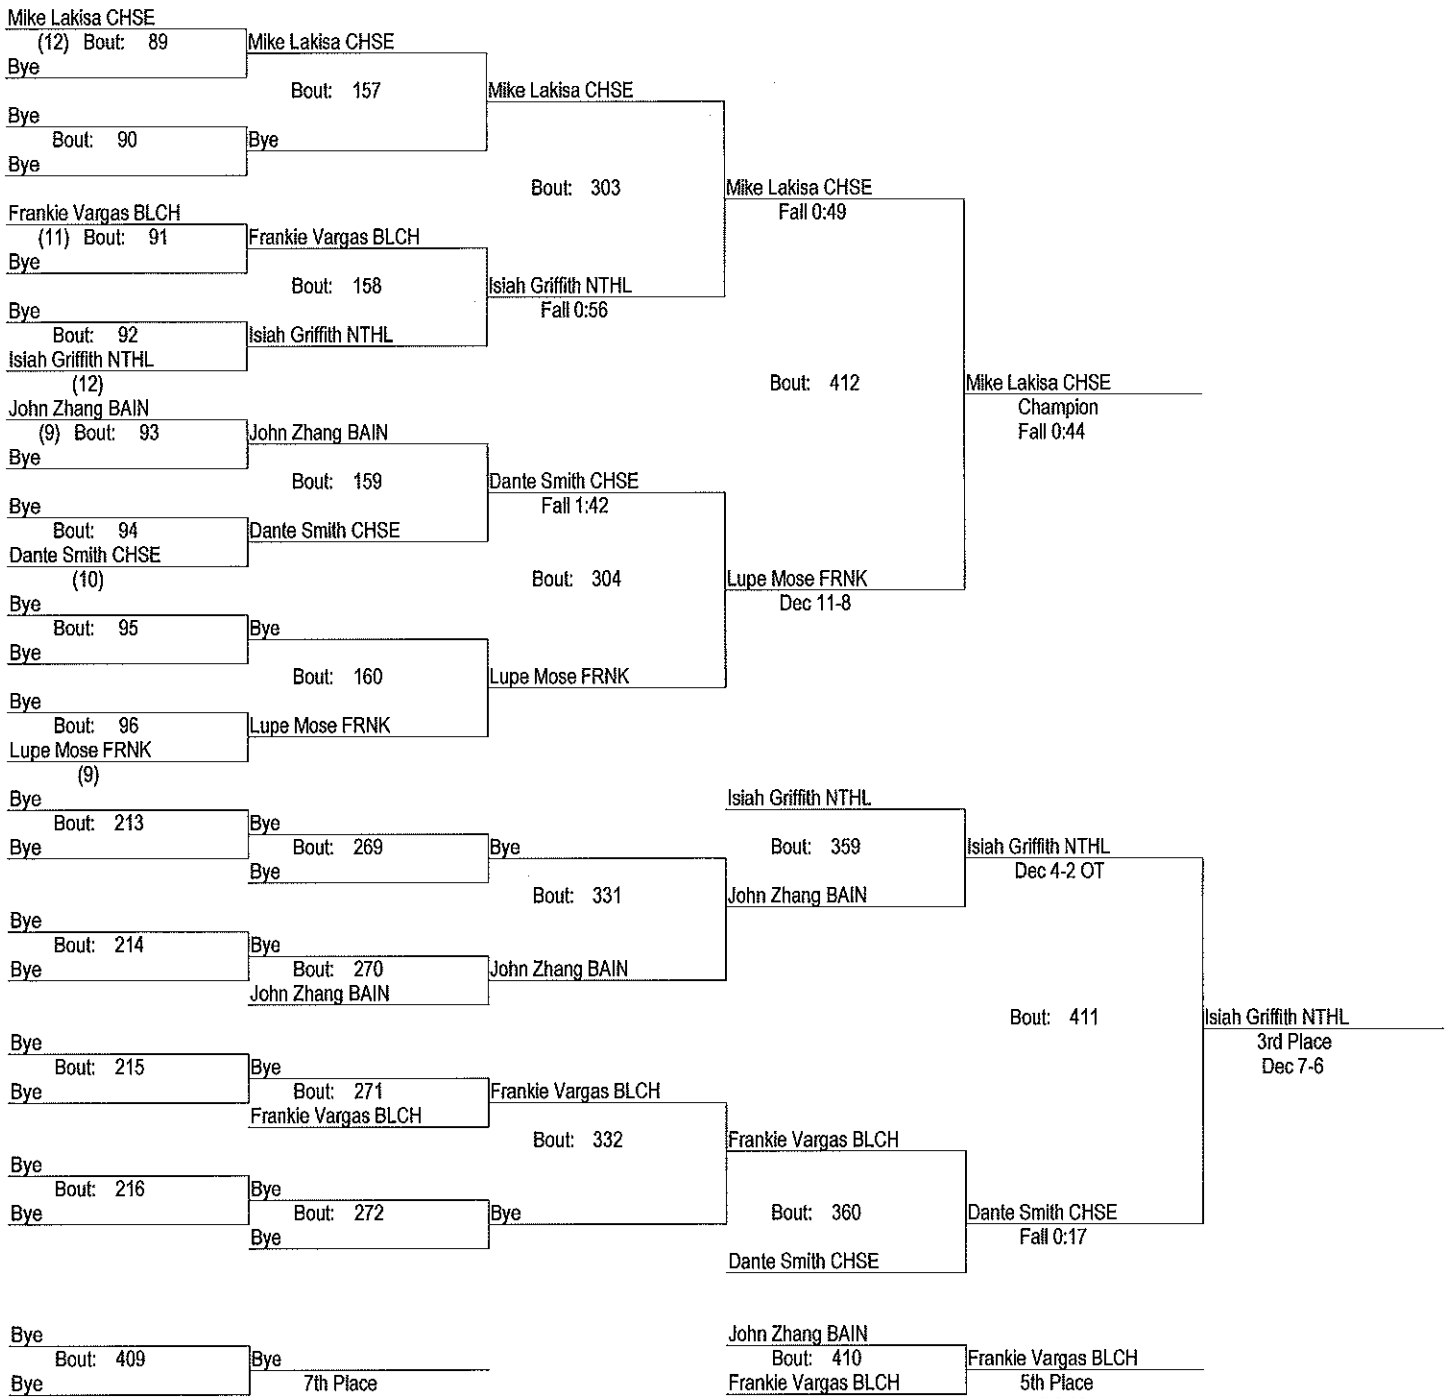 Mike Lakisa CHSE
(12) Bout: 89
Bye
Mike Lakisa CHSE
Bout: 157
Mike Lakisa CHSE
Bye
Bout: 90
Bye
Bye
Bout: 303
Mike Lakisa CHSE
Fall 0:49
Frankie Vargas BLCH
(11) Bout: 91
Bye
Frankie Vargas BLCH
Bout: 158
Isiah Griffith NTHL
Fall 0:56
Bye
Bout: 92
Isiah Griffith NTHL
(12)
Isiah Griffith NTHL
Bout: 412
Mike Lakisa CHSE
Champion
Fall 0:44
John Zhang BAIN
(9) Bout: 93
Bye
John Zhang BAIN
Bout: 159
Dante Smith CHSE
Fall 1:42
Bye
Bout: 94
Dante Smith CHSE
(10)
Dante Smith CHSE
Bout: 304
Lupe Mose FRNK
Dec 11-8
Bye
Bout: 95
Bye
Bye
Bout: 160
Lupe Mose FRNK
Bye
Bout: 96
Lupe Mose FRNK
(9)
Lupe Mose FRNK
Bye
Bout: 213
Bye
Bye
Bout: 269
Bye
Bye
Isiah Griffith NTHL
Bout: 359
Isiah Griffith NTHL
Dec 4-2 OT
Bout: 331
John Zhang BAIN
Bye
Bout: 214
Bye
Bye
Bout: 270
John Zhang BAIN
John Zhang BAIN
Bout: 411
Isiah Griffith NTHL
3rd Place
Dec 7-6
Bye
Bout: 215
Bye
Bye
Bout: 271
Frankie Vargas BLCH
Frankie Vargas BLCH
Bout: 332
Frankie Vargas BLCH
Bye
Bout: 216
Bye
Bye
Bout: 272
Bye
Bye
Bout: 360
Dante Smith CHSE
Dante Smith CHSE
Fall 0:17
Bye
Bout: 409
Bye
Bye
7th Place
John Zhang BAIN
Bout: 410
Frankie Vargas BLCH
Frankie Vargas BLCH
5th Place